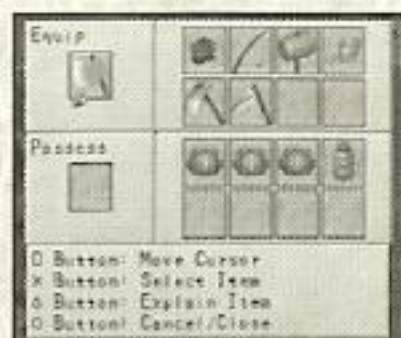 Equip
Possess
□ Button: Move Cursor
× Button: Select Item
△ Button: Explain Item
○ Button: Cancel/Close